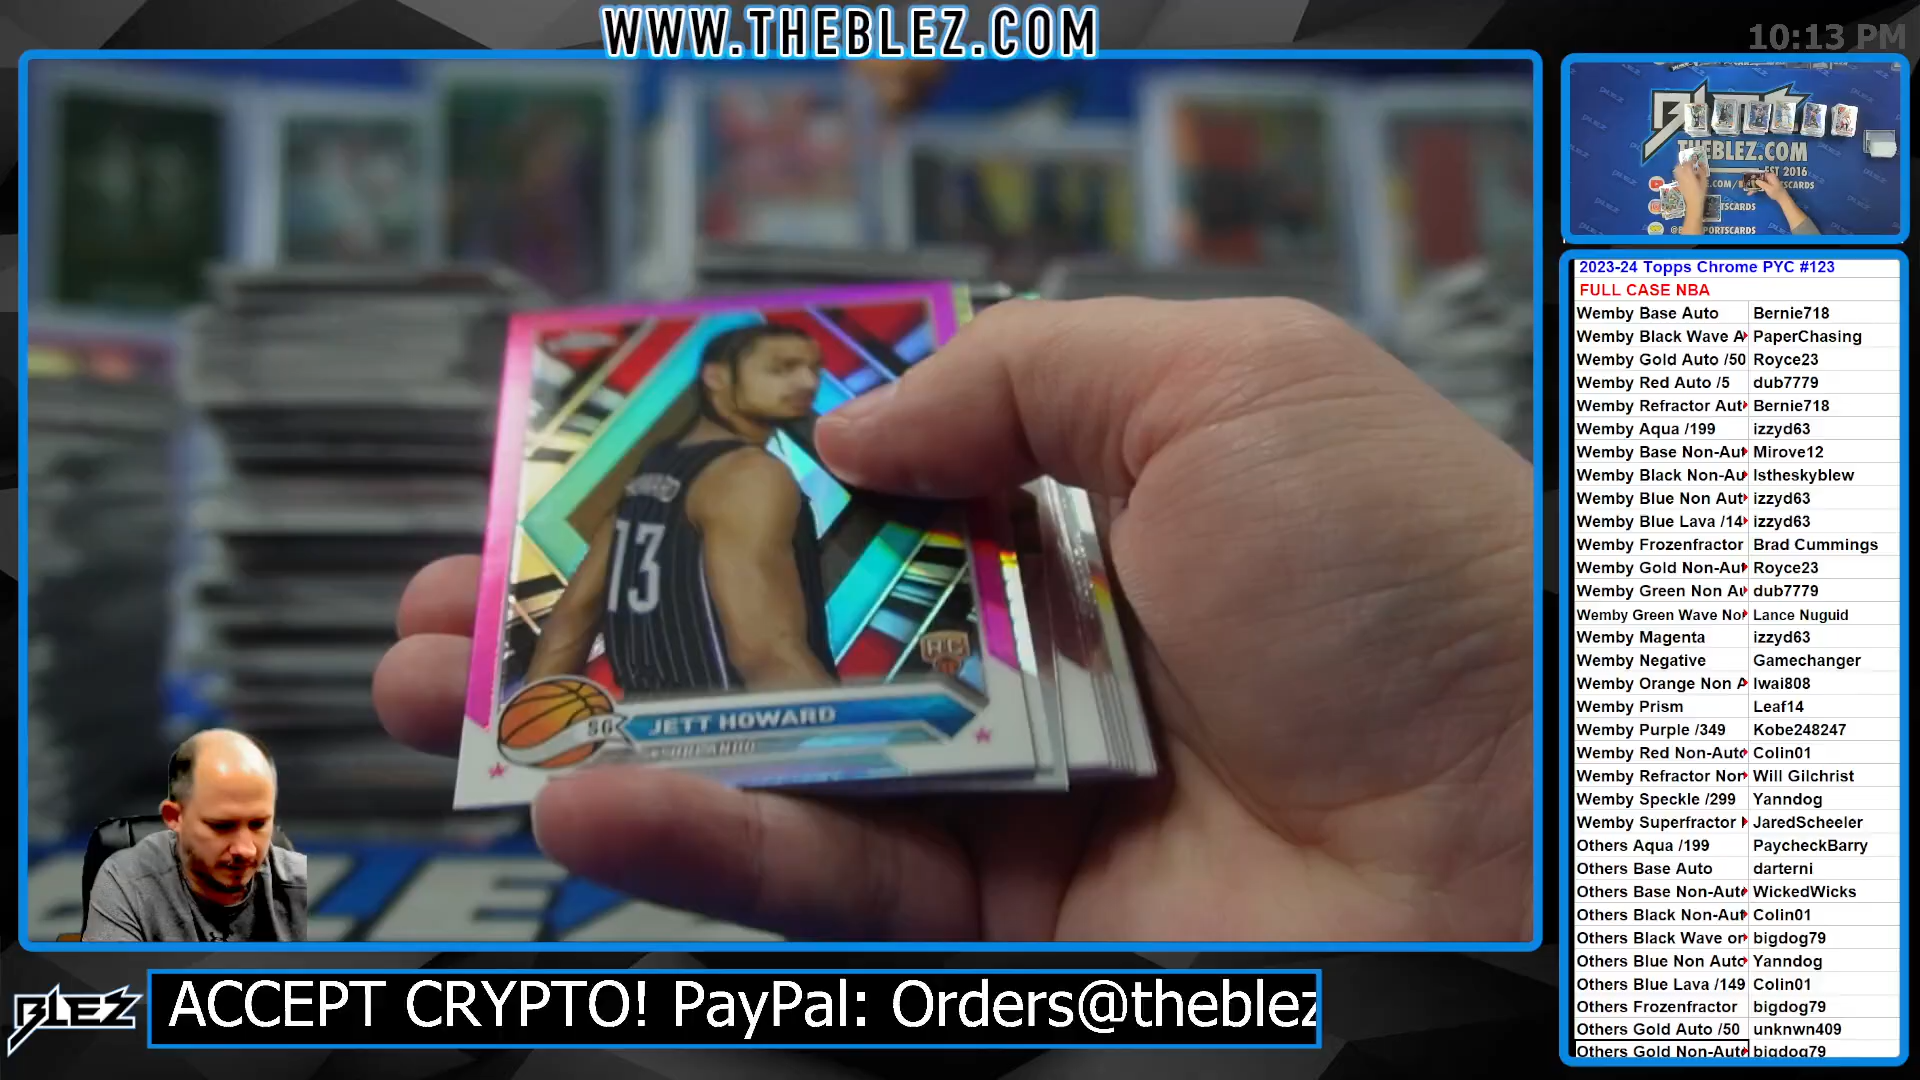 WWW.THEBLEZ.COM
10:13 PM
BLEZ
THEBLEZ.COM
EST 2016
2023-24 Topps Chrome PYC #123
FULL CASE NBA
Wemby Base Auto Bernie718
Wemby Black Wave A PaperChasing
Wemby Gold Auto /50 Royce23
Wemby Red Auto /5 dub7779
Wemby Refractor Aut Bernie718
Wemby Aqua /199 izzyd63
Wemby Base Non-Aut Mirove12
Wemby Black Non-Au Istheskyblew
Wemby Blue Non Aut izzyd63
Wemby Blue Lava /14 izzyd63
Wemby Frozenfractor Brad Cummings
Wemby Gold Non-Aut Royce23
Wemby Green Non Au dub7779
Wemby Green Wave No Lance Nuguid
Wemby Magenta izzyd63
Wemby Negative Gamechanger
Wemby Orange Non A Iwai808
Wemby Prism Leaf14
Wemby Purple /349 Kobe248247
Wemby Red Non-Auto Colin01
Wemby Refractor Nor Will Gilchrist
Wemby Speckle /299 Yanndog
Wemby Superfractor JaredScheeler
Others Aqua /199 PaycheckBarry
Others Base Auto darterni
Others Base Non-Auto WickedWicks
Others Black Non-Aut Colin01
Others Black Wave or bigdog79
Others Blue Non Auto Yanndog
Others Blue Lava /149 Colin01
Others Frozenfractor bigdog79
Others Gold Auto /50 unknwn409
Others Gold Non-Auto bigdog79
HOWARD
13
RC
SG JETT HOWARD
ORLANDO
BLEZ
ACCEPT CRYPTO! PayPal: Orders@theblez